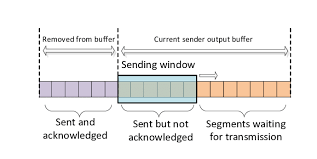 Removed from buffer
Current sender output buffer
Sending window
Sent and
acknowledged
Sent but not
acknowledged
Segments waiting
for transmission